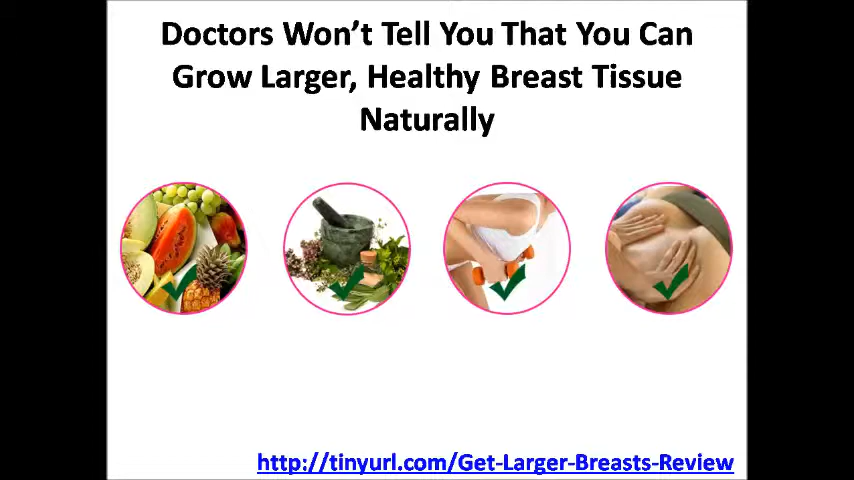 Doctors Won’t Tell You That You Can
Grow Larger, Healthy Breast Tissue
Naturally
http://tinyurl.com/Get-Larger-Breasts-Review